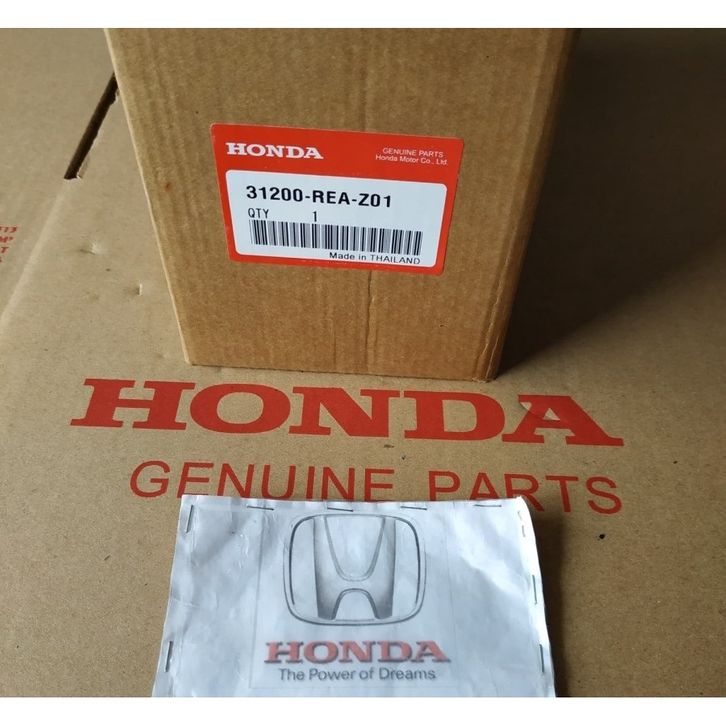 HONDA
GENUINE PARTS
Honda Motor Co., Ltd.
31200-REA-Z01
QTY 1
Made in THAILAND
HONDA
GENUINE PARTS
HONDA
The Power of Dreams